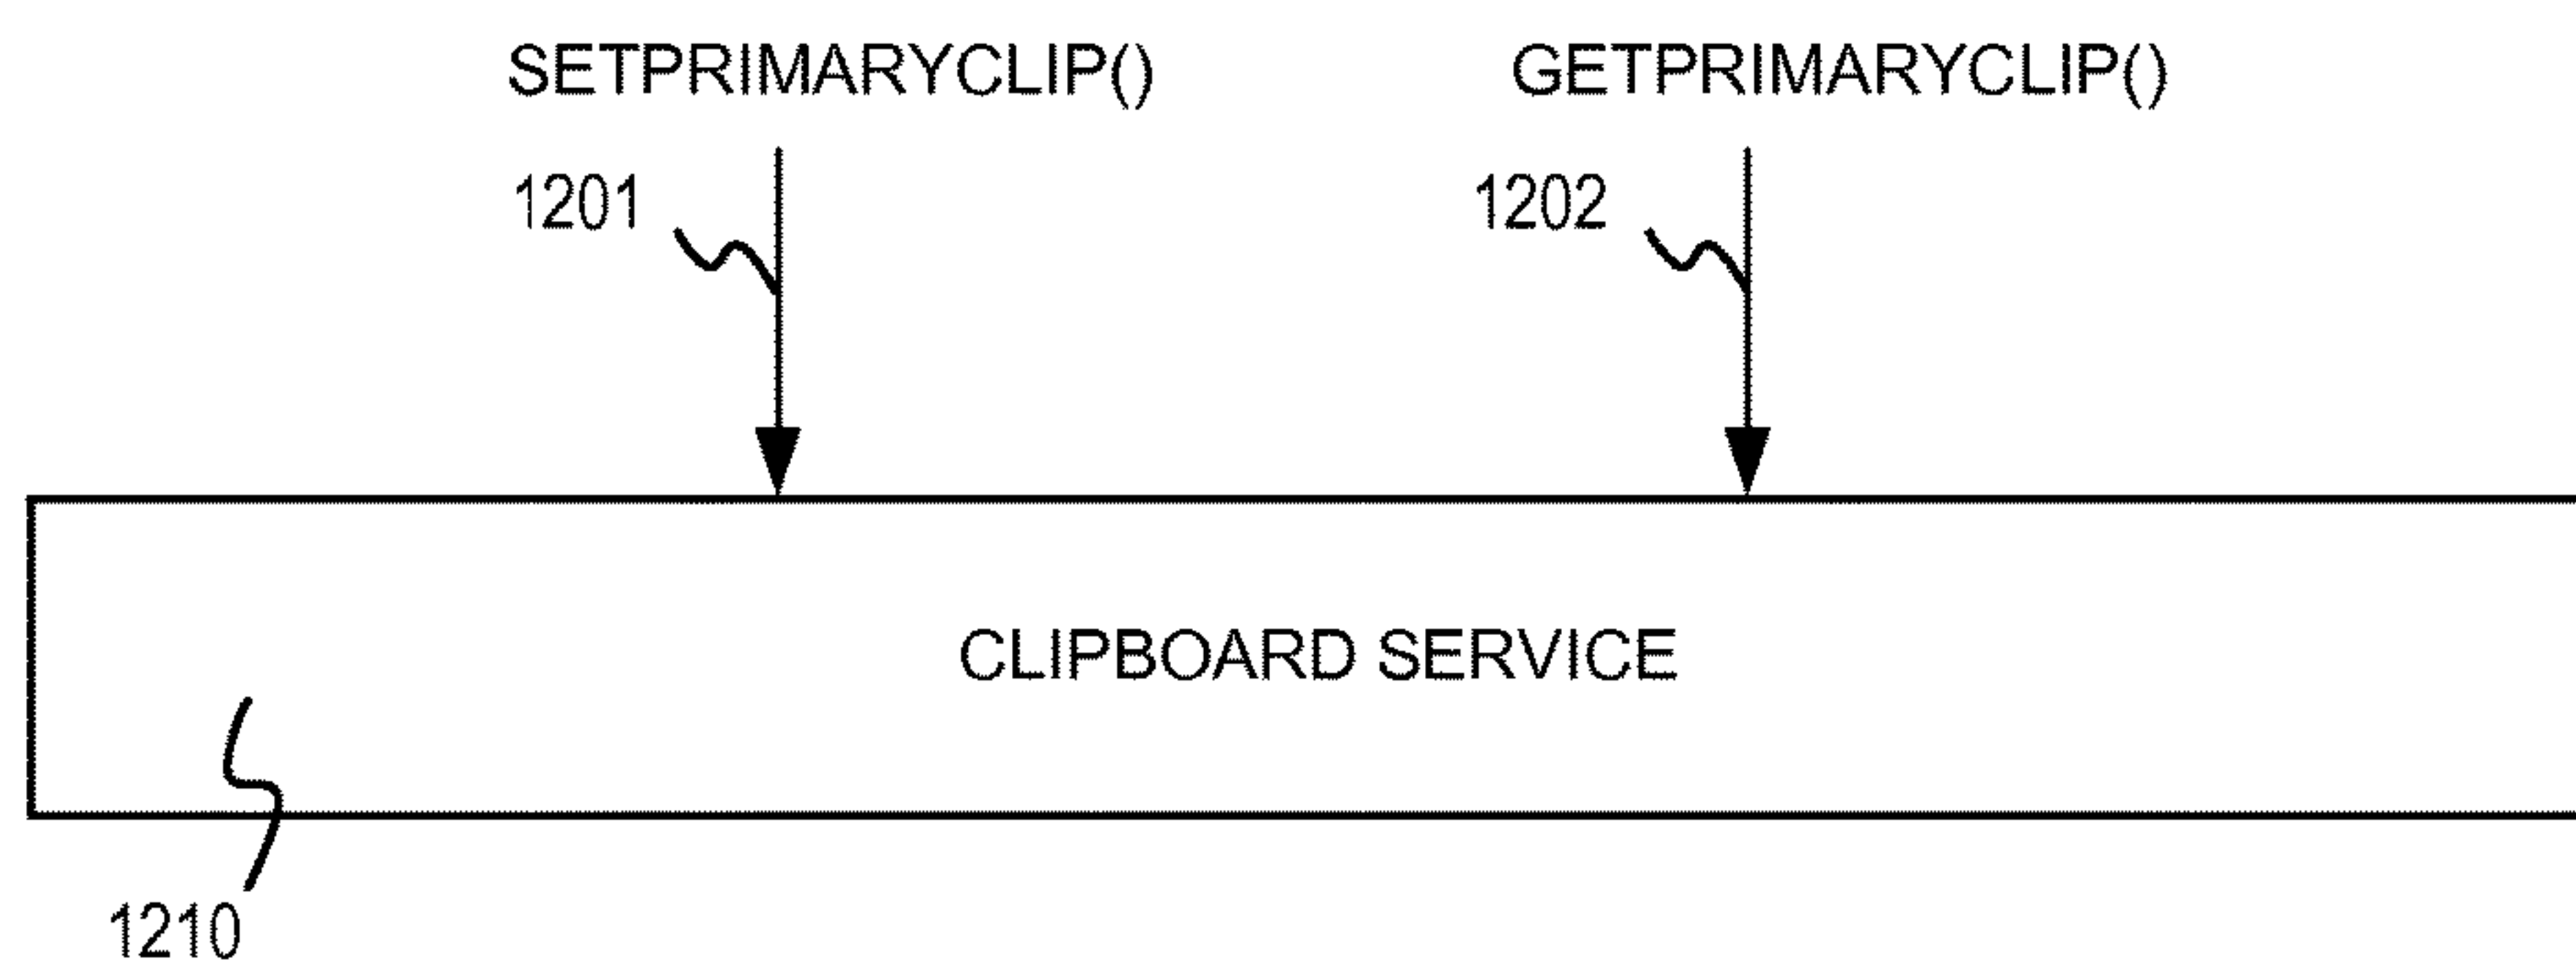 SETPRIMARYCLIP() GETPRIMARYCLIP()
1201 1202
CLIPBOARD SERVICE
1210